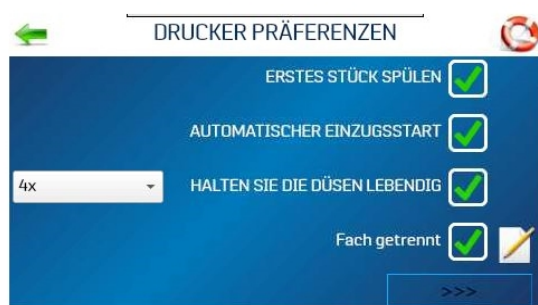 DRUCKER PRÄFERENZEN
ERSTES STÜCK SPÜLEN
AUTOMATISCHER EINZUGSSTART
4x HALTEN SIE DIE DÜSEN LEBENDIG
Fach getrennt
>>>